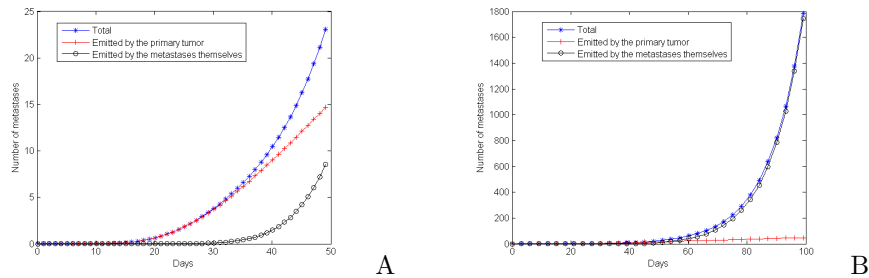 Total
Emitted by the primary tumor
Emitted by the metastases themselves
Number of metastases
25
20
15
10
5
0
0 10 20 30 40 50
Days
A
Total
Emitted by the primary tumor
Emitted by the metastases themselves
Number of metastases
1800
1600
1400
1200
1000
800
600
400
200
0
0 20 40 60 80 100
Days
B